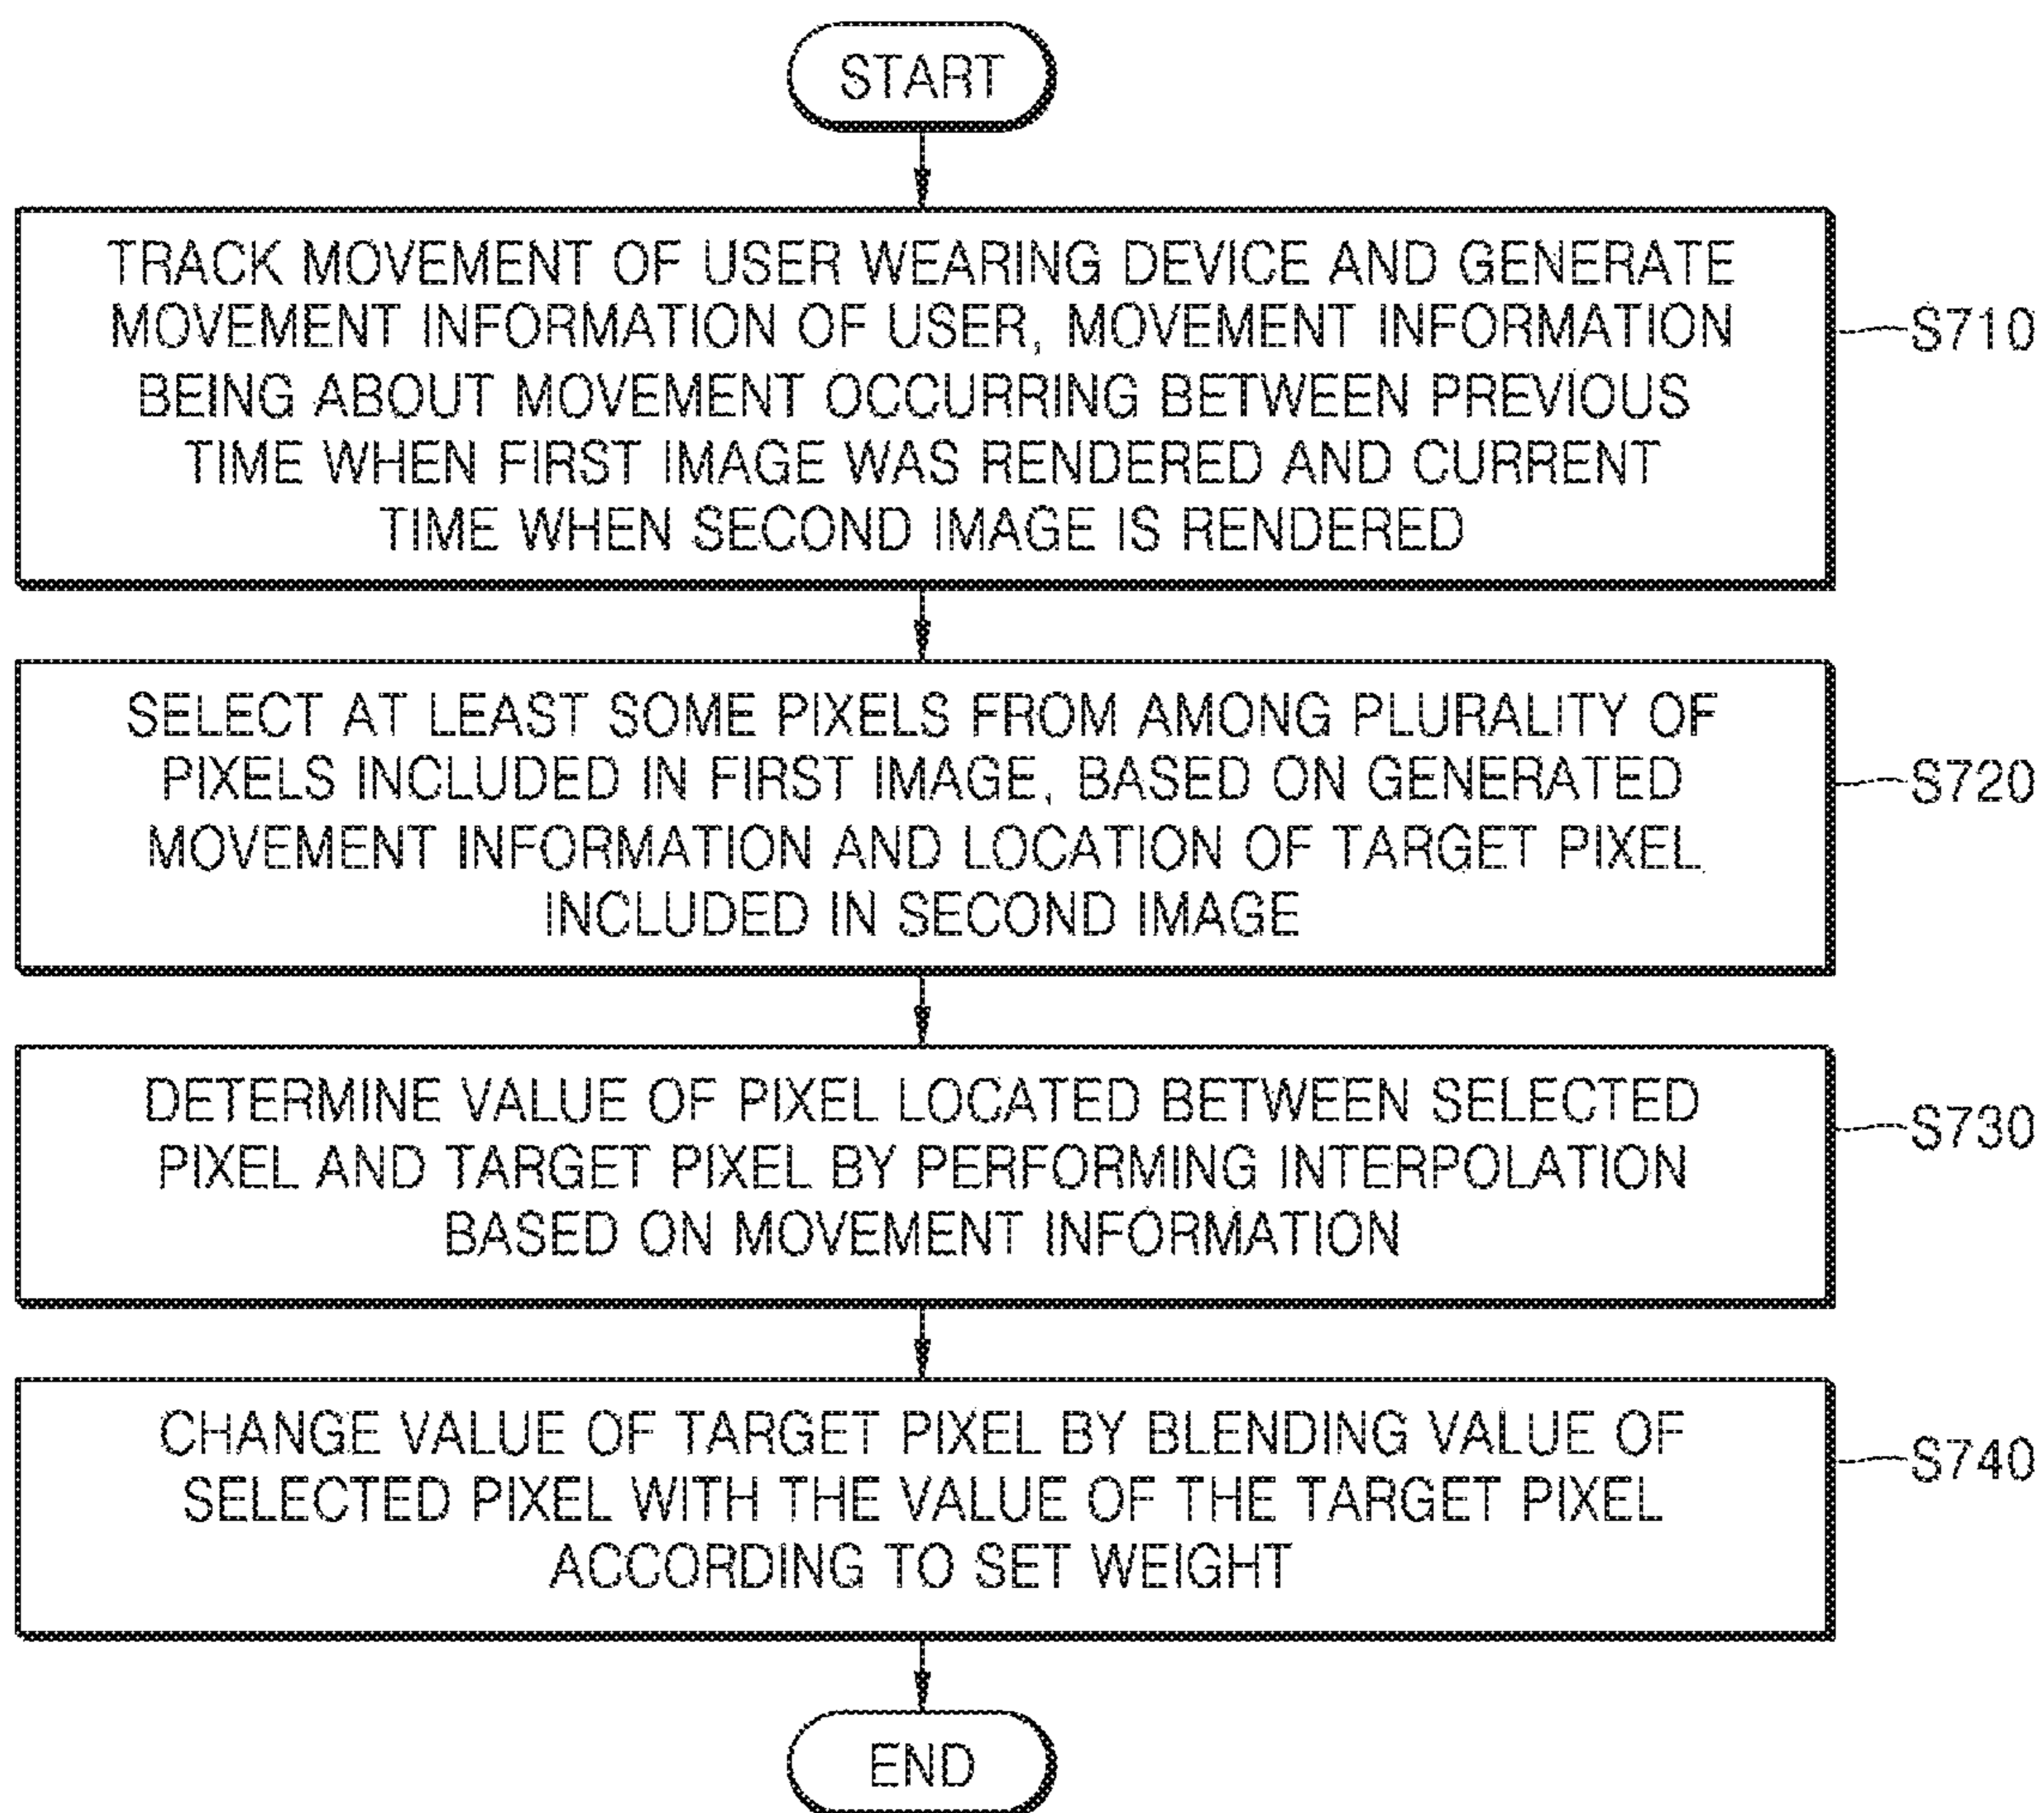 START
TRACK MOVEMENT OF USER WEARING DEVICE AND GENERATE
MOVEMENT INFORMATION OF USER, MOVEMENT INFORMATION
BEING ABOUT MOVEMENT OCCURRING BETWEEN PREVIOUS
TIME WHEN FIRST IMAGE WAS RENDERED AND CURRENT
TIME WHEN SECOND IMAGE IS RENDERED
S710
SELECT AT LEAST SOME PIXELS FROM AMONG PLURALITY OF
PIXELS INCLUDED IN FIRST IMAGE, BASED ON GENERATED
MOVEMENT INFORMATION AND LOCATION OF TARGET PIXEL
INCLUDED IN SECOND IMAGE
S720
DETERMINE VALUE OF PIXEL LOCATED BETWEEN SELECTED
PIXEL AND TARGET PIXEL BY PERFORMING INTERPOLATION
BASED ON MOVEMENT INFORMATION
S730
CHANGE VALUE OF TARGET PIXEL BY BLENDING VALUE OF
SELECTED PIXEL WITH THE VALUE OF THE TARGET PIXEL
ACCORDING TO SET WEIGHT
S740
END